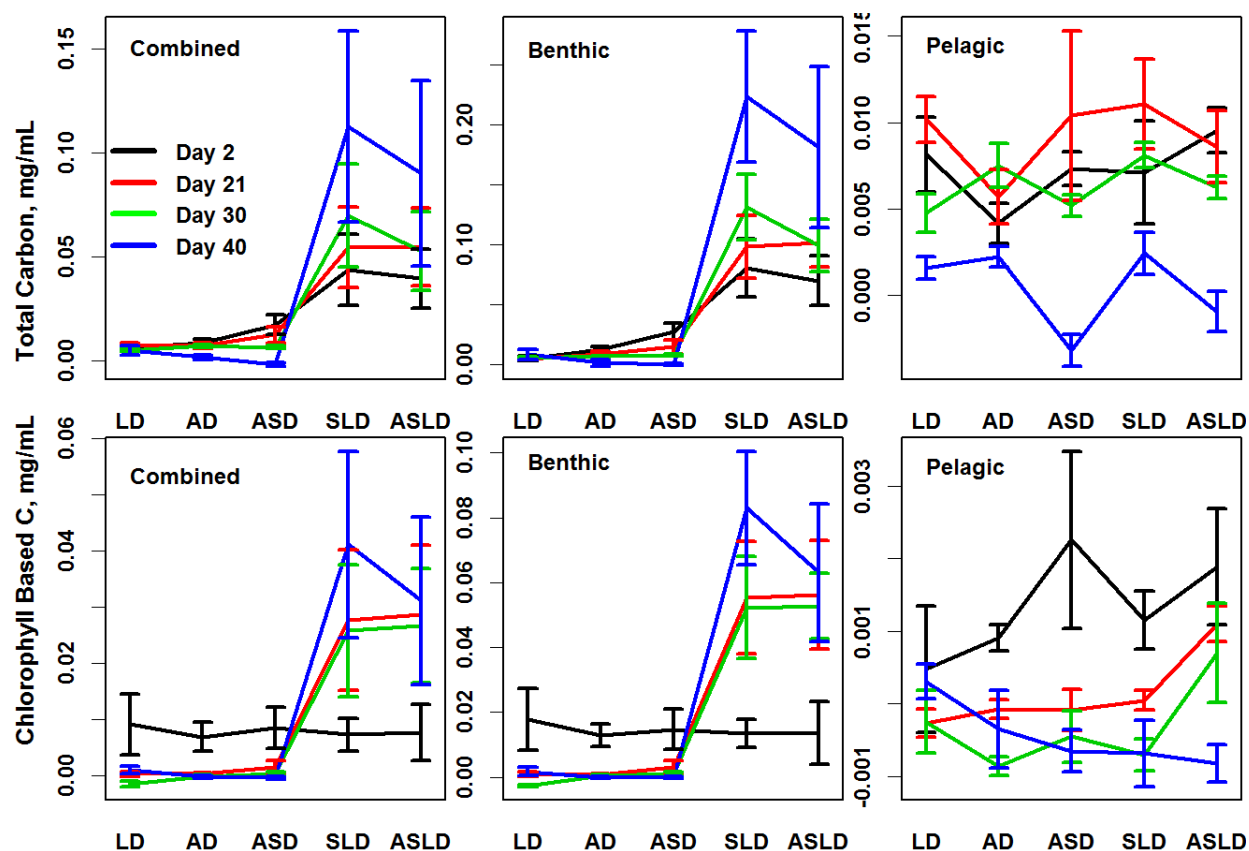 Total Carbon, mg/mL
0.15
0.10
0.05
0.00
Combined
Day 2
Day 21
Day 30
Day 40
LD AD ASD SLD ASLD
0.20
0.10
0.00
Benthic
LD AD ASD SLD ASLD
0.015
0.010
0.005
0.000
Pelagic
LD AD ASD SLD ASLD
Chlorophyll Based C, mg/mL
0.06
0.04
0.02
0.00
Combined
LD AD ASD SLD ASLD
0.10
0.08
0.06
0.04
0.02
0.00
Benthic
LD AD ASD SLD ASLD
0.003
0.001
-0.001
Pelagic
LD AD ASD SLD ASLD